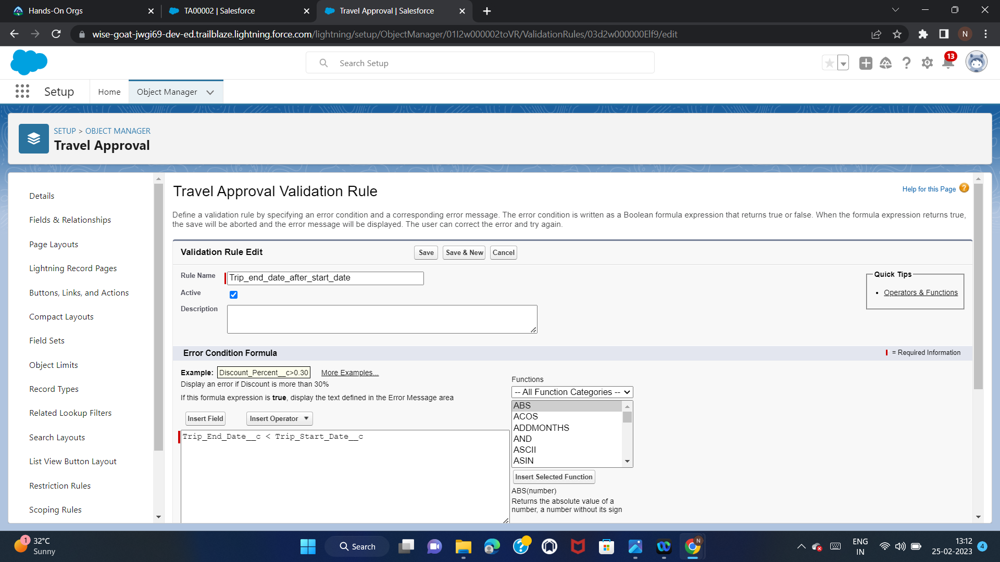 Hands-On Orgs
TA00002 | Salesforce
Travel Approval | Salesforce
wise-goat-jwgi69-dev-ed.trailblaze.lightning.force.com/lightning/setup/ObjectManager/01I2w000002toVR/ValidationRules/03d2w000000Elf9/edit
N
Search Setup
13
Setup
Home
Object Manager
SETUP > OBJECT MANAGER
Travel Approval
Details
Fields & Relationships
Page Layouts
Lightning Record Pages
Buttons, Links, and Actions
Compact Layouts
Field Sets
Object Limits
Record Types
Related Lookup Filters
Search Layouts
List View Button Layout
Restriction Rules
Scoping Rules
Travel Approval Validation Rule
Help for this Page ?
Define a validation rule by specifying an error condition and a corresponding error message. The error condition is written as a Boolean formula expression that returns true or false. When the formula expression returns true,
the save will be aborted and the error message will be displayed. The user can correct the error and try again.
Validation Rule Edit
Save
Save & New
Cancel
Rule Name
Trip_end_date_after_start_date
Active
Description
Quick Tips
• Operators & Functions
Error Condition Formula
= Required Information
Example: Discount_Percent__c>0.30 More Examples...
Display an error if Discount is more than 30%
If this formula expression is true, display the text defined in the Error Message area
Insert Field
Insert Operator
Trip_End_Date__c < Trip_Start_Date__c
Functions
-- All Function Categories --
ABS
ACOS
ADDMONTHS
AND
ASCII
ASIN
Insert Selected Function
ABS(number)
Returns the absolute value of a
number, a number without its sign
1
32°C
Sunny
Search
N
ENG
IN
13:12
25-02-2023
4